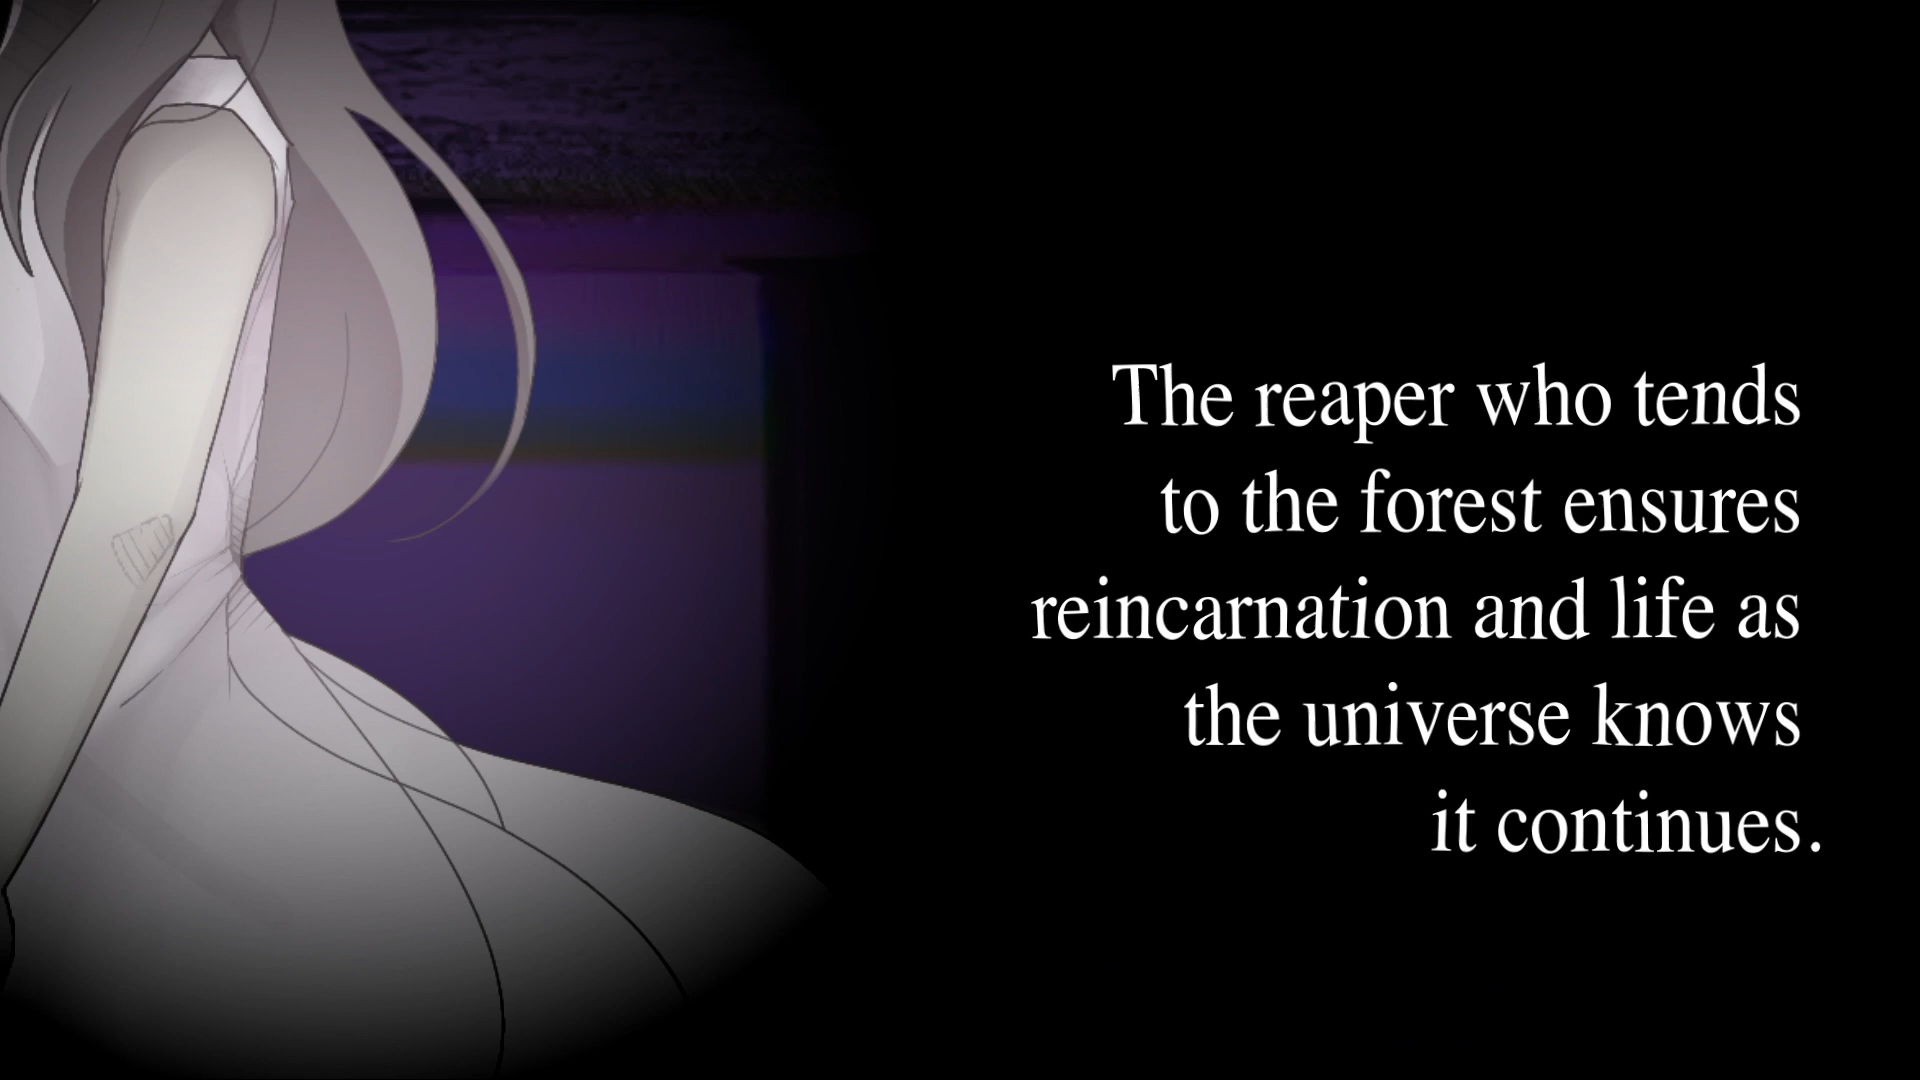 The reaper who tends
to the forest ensures
reincarnation and life as
the universe knows
it continues.